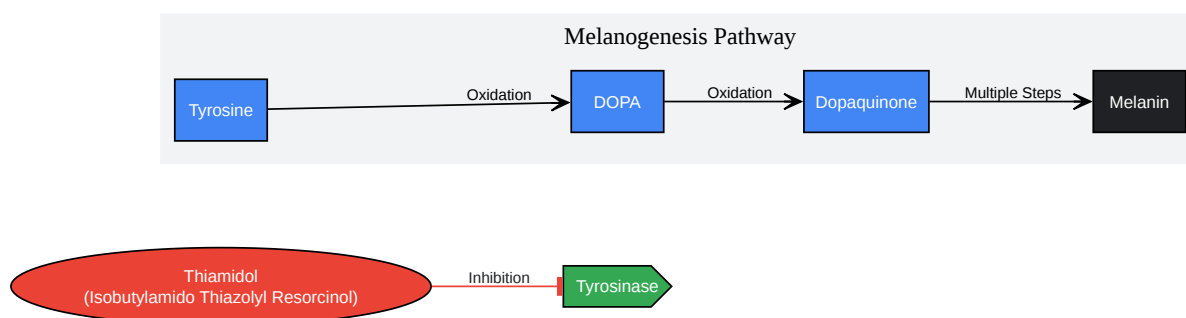 Melanogenesis Pathway
Tyrosine
Oxidation
DOPA
Oxidation
Dopaquinone
Multiple Steps
Melanin
Thiamidol
(Isobutylamido Thiazolyl Resorcinol)
Inhibition
Tyrosinase